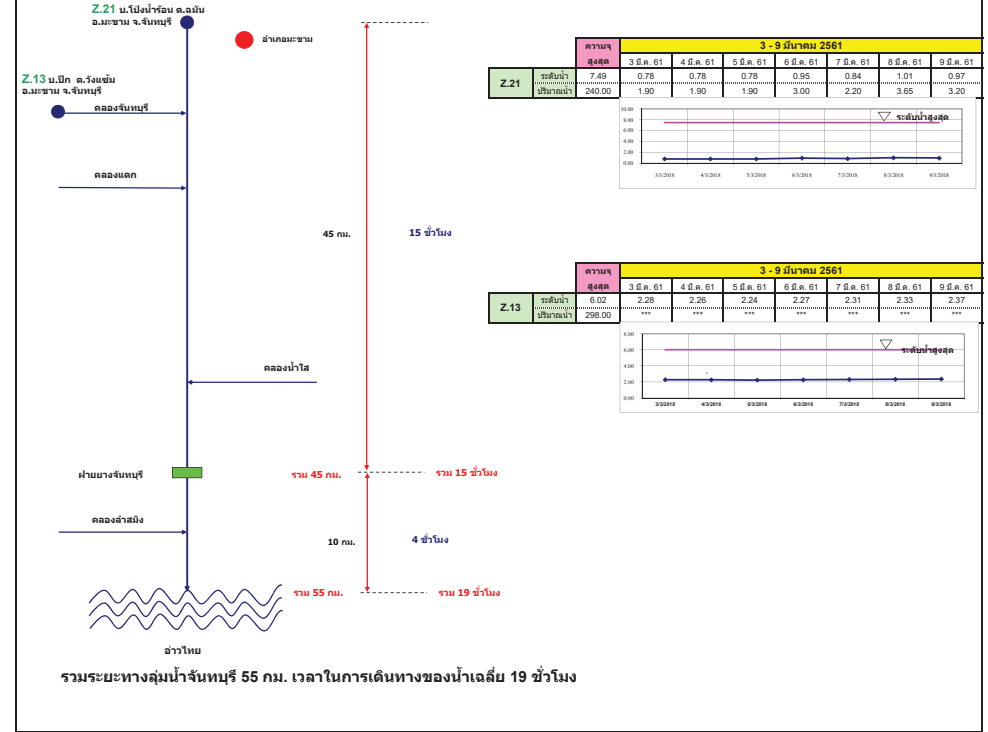 Z.21 บ.โป่งน้ำร้อน ต.ฉมัน
อ.มะขาม จ.จันทบุรี
อำเภอมะขาม
Z.13 บ.ปึก ต.วังแซ้ม
อ.มะขาม จ.จันทบุรี
คลองจันทบุรี
คลองแตก
45 กม. 15 ชั่วโมง
คลองน้ำใส
ฝายยางจันทบุรี รวม 45 กม. รวม 15 ชั่วโมง
คลองลำสมิง
10 กม. 4 ชั่วโมง
รวม 55 กม. รวม 19 ชั่วโมง
อ่าวไทย
รวมระยะทางลุ่มน้ำจันทบุรี 55 กม. เวลาในการเดินทางของน้ำเฉลี่ย 19 ชั่วโมง
ความจุ 3 - 9 มีนาคม 2561
สูงสุด 3 มี.ค. 61 4 มี.ค. 61 5 มี.ค. 61 6 มี.ค. 61 7 มี.ค. 61 8 มี.ค. 61 9 มี.ค. 61
Z.21 ระดับน้ำ 7.49 0.78 0.78 0.78 0.95 0.84 1.01 0.97
ปริมาณน้ำ 240.00 1.90 1.90 1.90 3.00 2.20 3.65 3.20
10.00
8.00
6.00
4.00
2.00
0.00
ระดับน้ำสูงสุด
3/3/2018 4/3/2018 5/3/2018 6/3/2018 7/3/2018 8/3/2018 9/3/2018
ความจุ 3 - 9 มีนาคม 2561
สูงสุด 3 มี.ค. 61 4 มี.ค. 61 5 มี.ค. 61 6 มี.ค. 61 7 มี.ค. 61 8 มี.ค. 61 9 มี.ค. 61
Z.13 ระดับน้ำ 6.02 2.28 2.26 2.24 2.27 2.31 2.33 2.37
ปริมาณน้ำ 298.00 *** *** *** *** *** *** ***
8.00
6.00
4.00
2.00
0.00
ระดับน้ำสูงสุด
3/3/2018 4/3/2018 5/3/2018 6/3/2018 7/3/2018 8/3/2018 9/3/2018